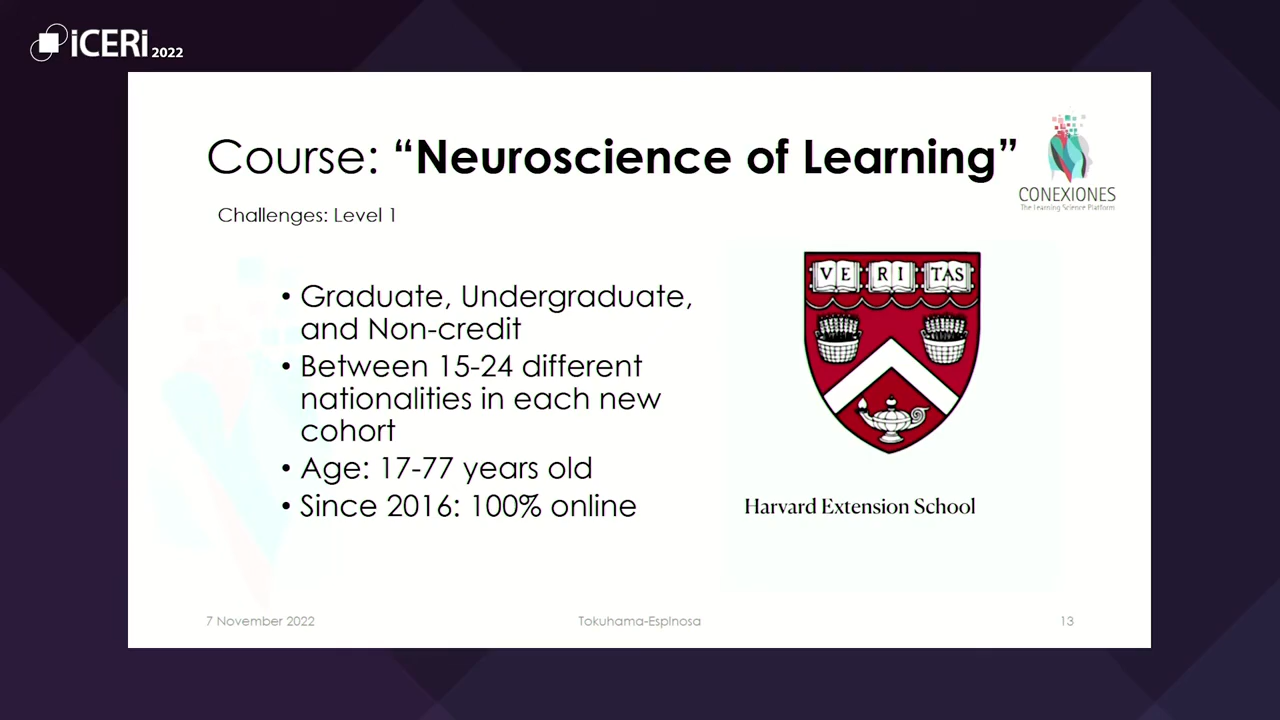 iCERi 2022
Course: “Neuroscience of Learning”
CONEXIONES
The Learning Science Platform
Challenges: Level 1
• Graduate, Undergraduate,
and Non-credit
• Between 15-24 different
nationalities in each new
cohort
• Age: 17-77 years old
• Since 2016: 100% online
VE RI TAS
Harvard Extension School
7 November 2022
Tokuhama-Espinosa
13